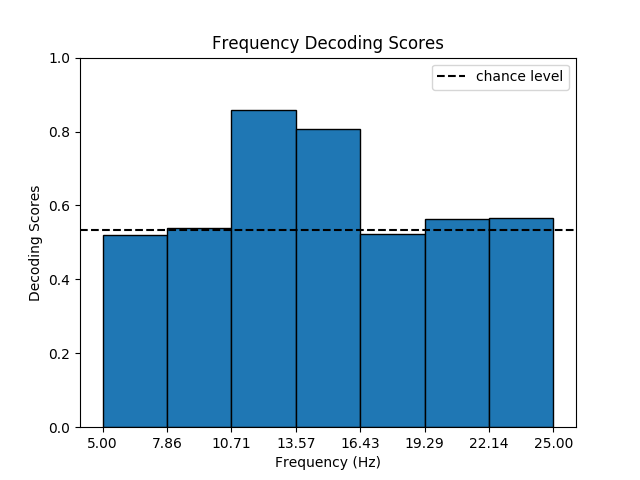 Frequency Decoding Scores
chance level
1.0
0.8
0.6
0.4
0.2
0.0
Decoding Scores
5.00 7.86 10.71 13.57 16.43 19.29 22.14 25.00
Frequency (Hz)